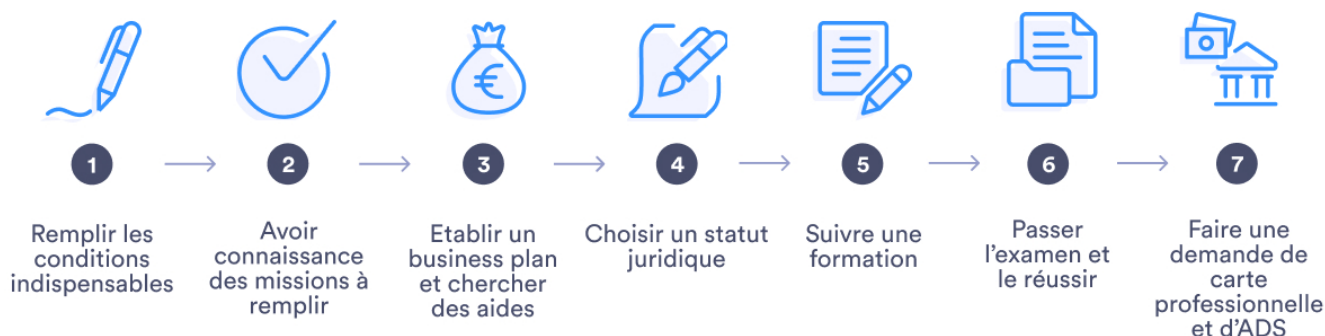 1
Remplir les
conditions
indispensables
2
Avoir
connaissance
des missions à
remplir
€
3
Etablir un
business plan
et chercher
des aides
4
Choisir un statut
juridique
5
Suivre une
formation
6
Passer
l'examen et
le réussir
7
Faire une
demande de
carte
professionnelle
et d'ADS